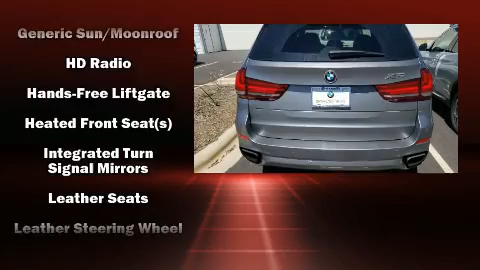 Generic Sun/Moonroof
HD Radio
Hands-Free Liftgate
Heated Front Seat(s)
Integrated Turn
Signal Mirrors
Leather Seats
Leather Steering Wheel
X5